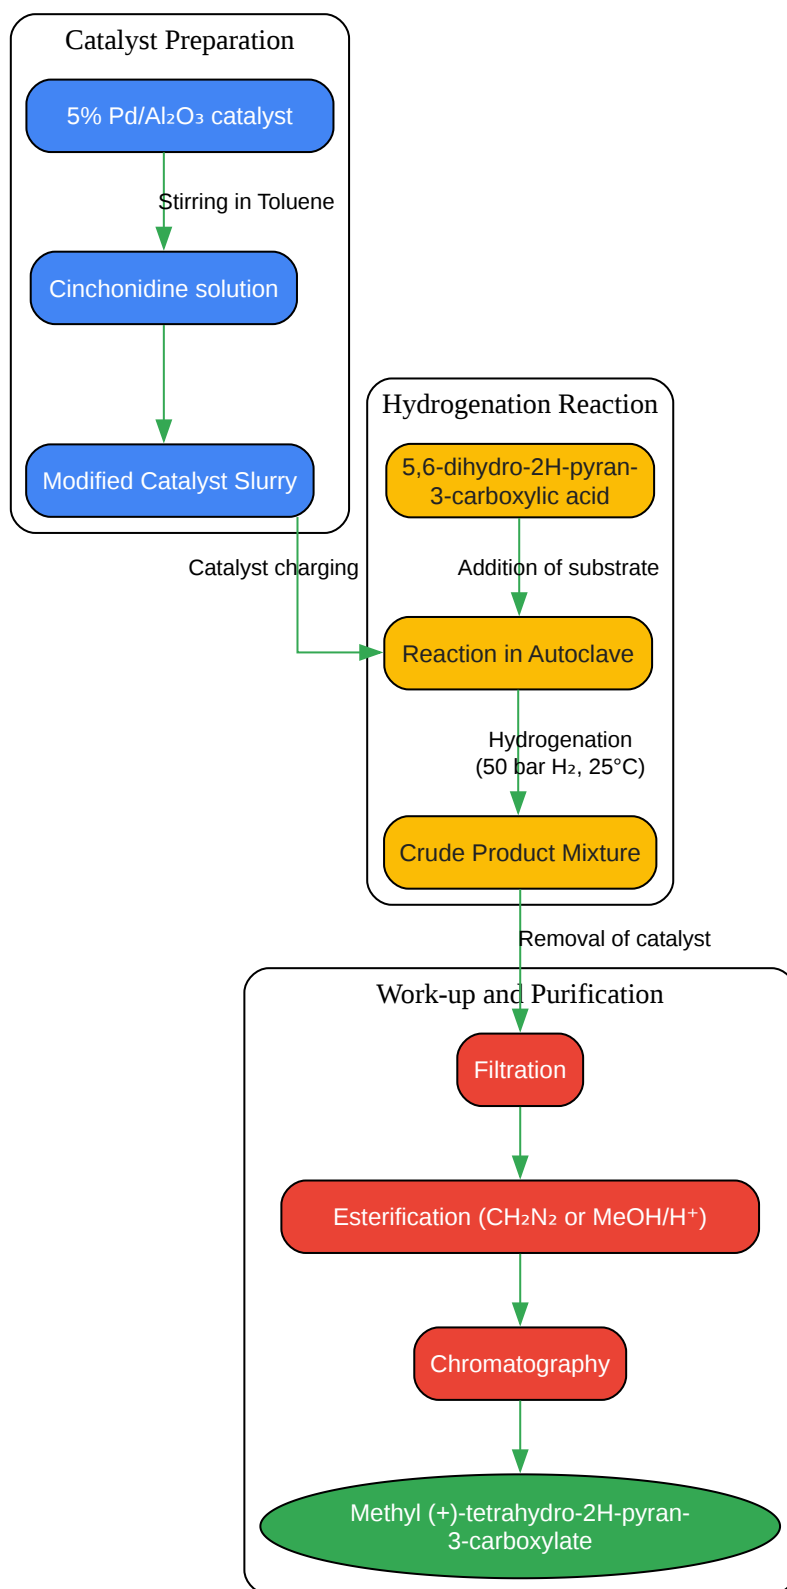 Catalyst Preparation
5% Pd/Al₂O₃ catalyst
Stirring in Toluene
Cinchonidine solution
Modified Catalyst Slurry
Catalyst charging
Hydrogenation Reaction
5,6-dihydro-2H-pyran-
3-carboxylic acid
Addition of substrate
Reaction in Autoclave
Hydrogenation
(50 bar H₂, 25°C)
Crude Product Mixture
Removal of catalyst
Work-up and Purification
Filtration
Esterification (CH₂N₂ or MeOH/H⁺)
Chromatography
Methyl (+)-tetrahydro-2H-pyran-
3-carboxylate